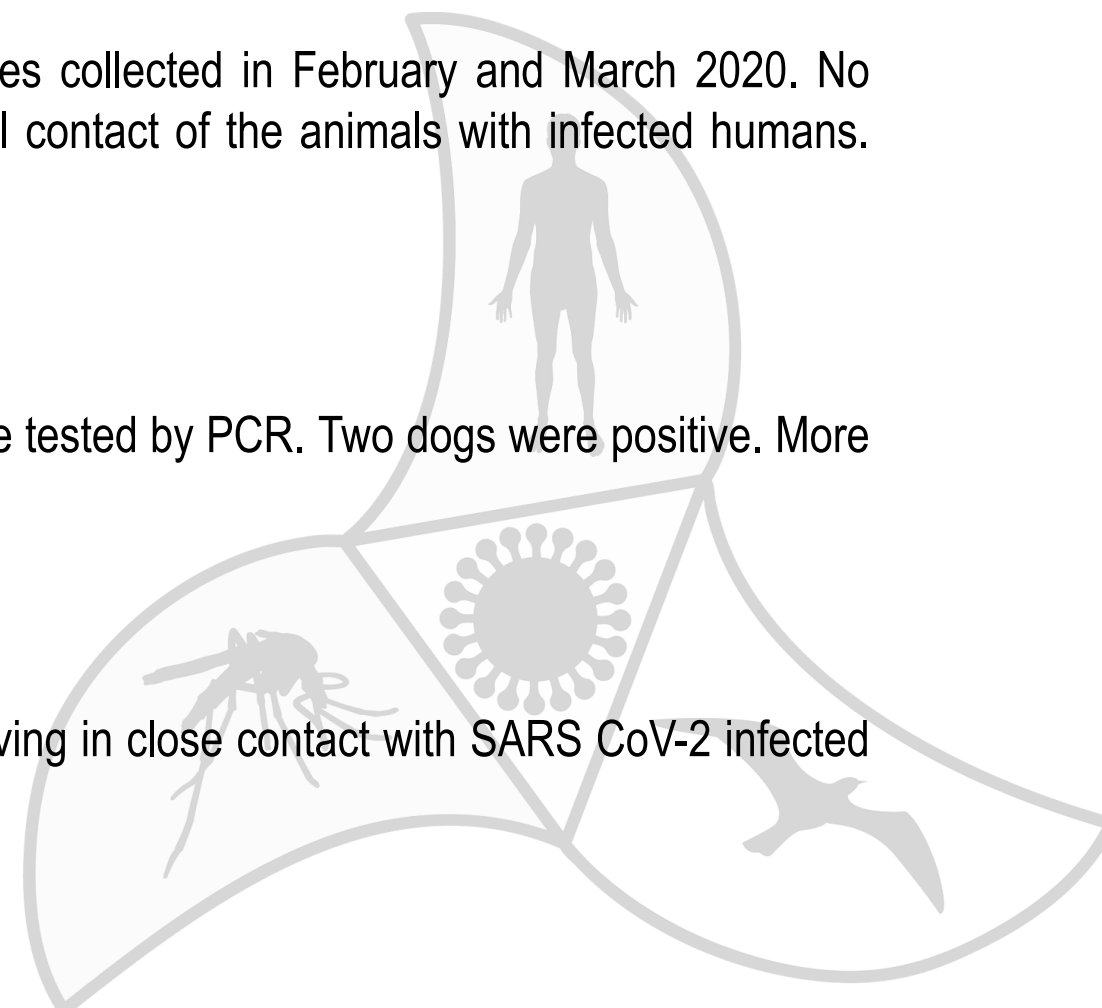 es collected in February and March 2020. No
l contact of the animals with infected humans.
e tested by PCR. Two dogs were positive. More
ving in close contact with SARS CoV-2 infected